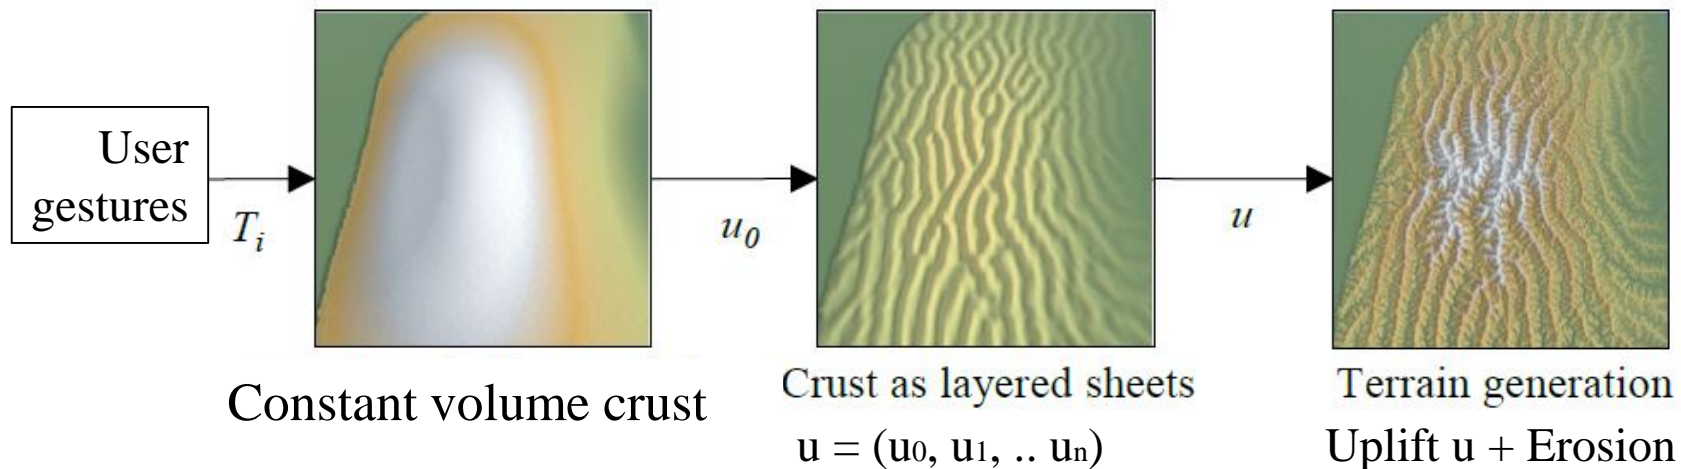 User
gestures
T_i
u_0
u
Constant volume crust
Crust as layered sheets
u = (u0, u1, .. un)
Terrain generation
Uplift u + Erosion